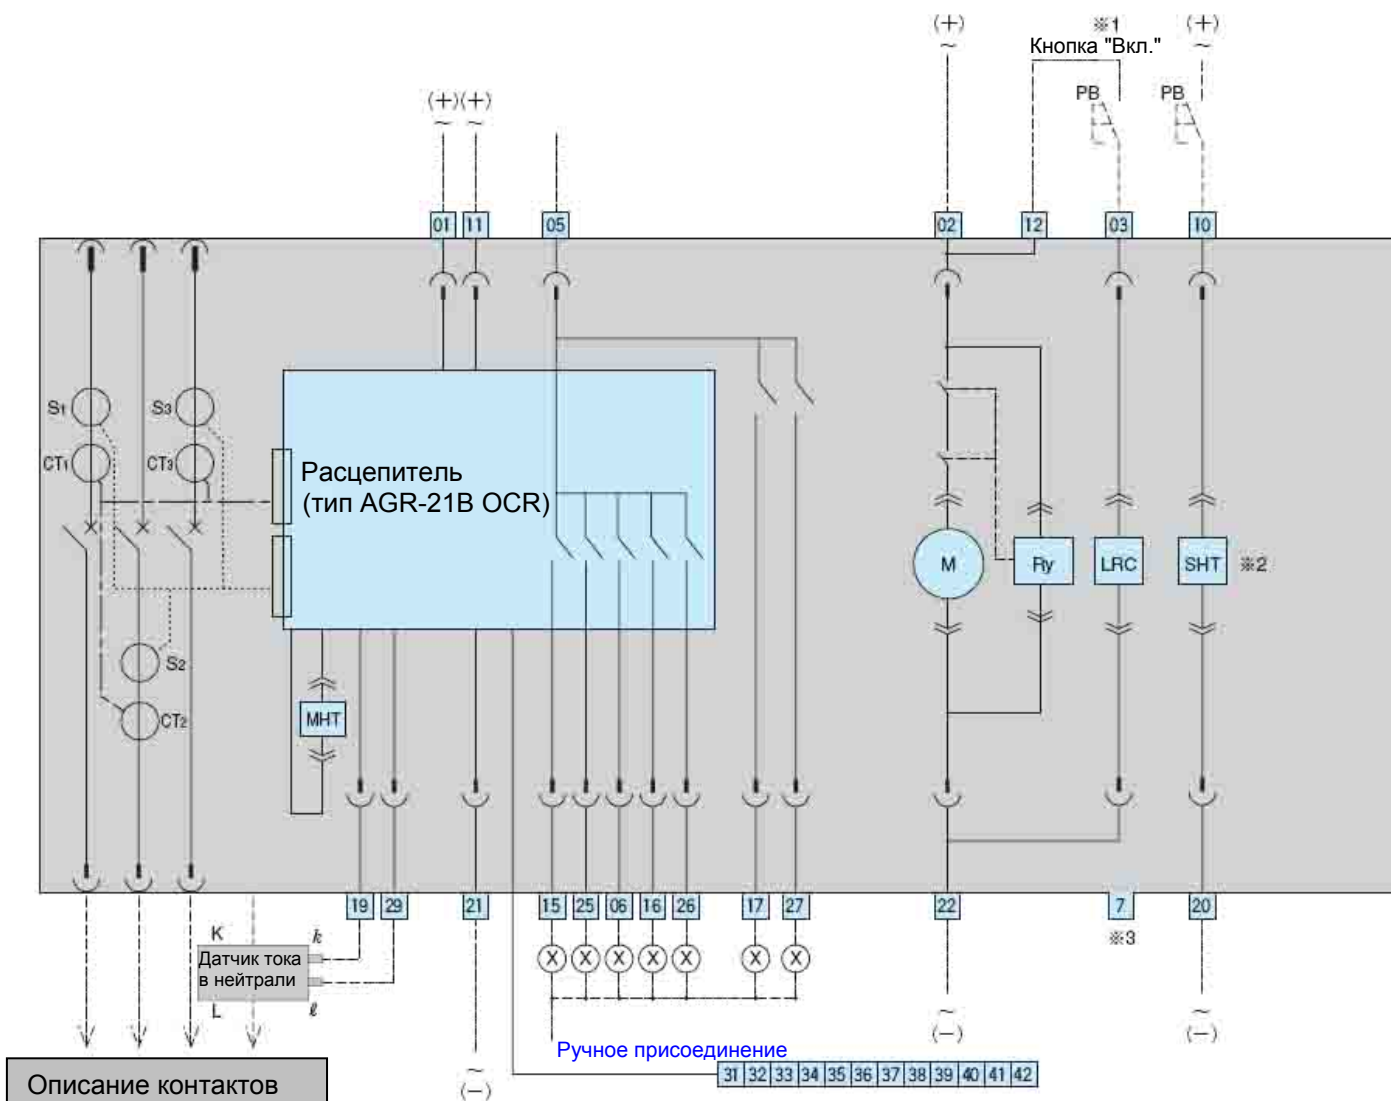 (+)
~
※1
(+)
~
Кнопка "Вкл."
PB
PB
(+)(+)
~ ~
01 11 05 02 12 03 10
S1
S3
CT1
CT3
Расцепитель
(тип AGR-21B OCR)
M
Ry
LRC
SHT
※2
S2
CT2
MHT
19 29 21 15 25 06 16 26 17 27 22 7 20
※3
K
k
Датчик тока
в нейтрали
L
ℓ
X X X X X X X
~
(−)
~
(−)
Ручное присоединение
31 32 33 34 35 36 37 38 39 40 41 42
~
(−)
Описание контактов